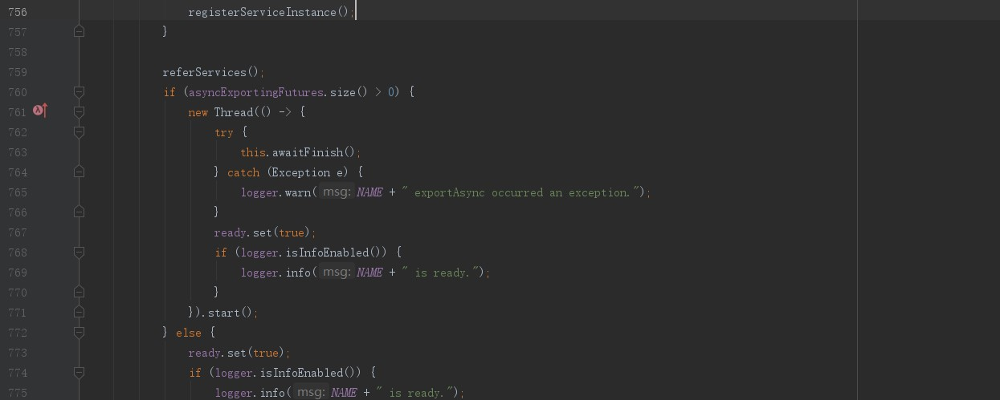 756 registerServiceInstance();
757 }
758
759 referServices();
760 if (asyncExportingFutures.size() > 0) {
761 new Thread(() -> {
762 try {
763 this.awaitFinish();
764 } catch (Exception e) {
765 logger.warn( msg: NAME + " exportAsync occurred an exception.");
766 }
767 ready.set(true);
768 if (logger.isInfoEnabled()) {
769 logger.info( msg: NAME + " is ready.");
770 }
771 }).start();
772 } else {
773 ready.set(true);
774 if (logger.isInfoEnabled()) {
775 logger.info( msg: NAME + " is ready.");